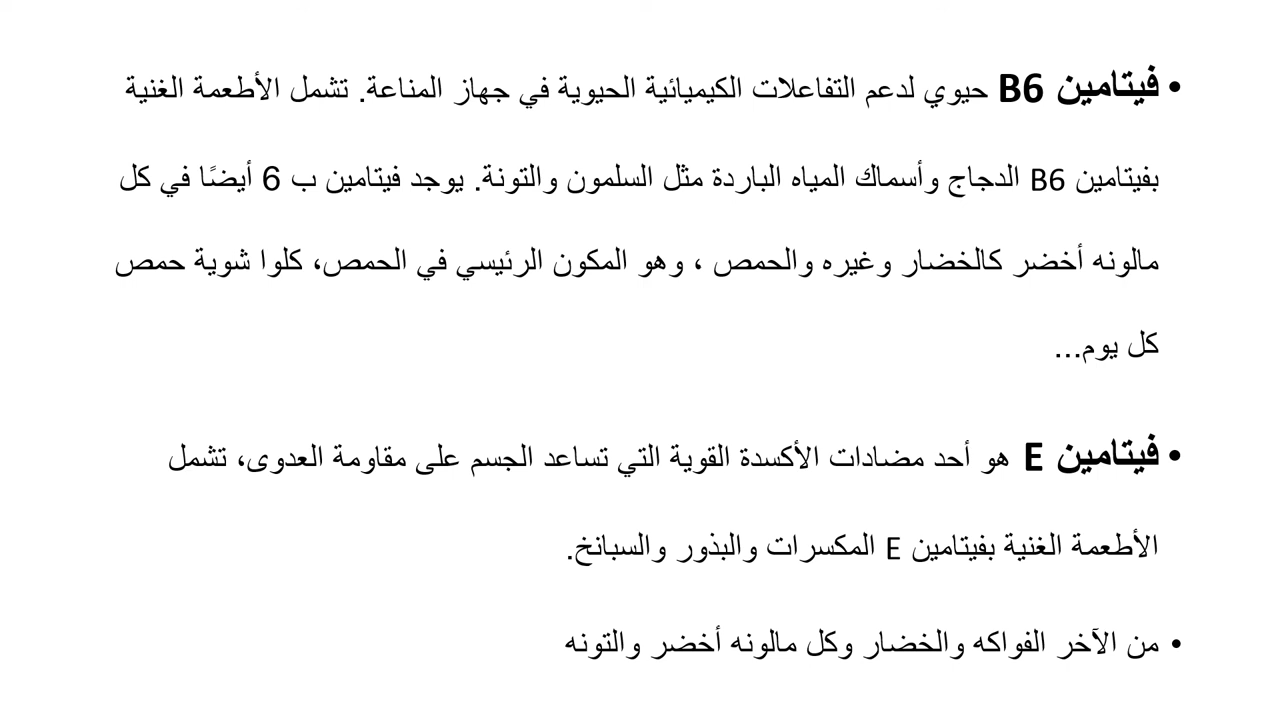 • فيتامين B6 حيوي لدعم التفاعلات الكيميائية الحيوية في جهاز المناعة. تشمل الأطعمة الغنية
بفيتامين B6 الدجاج وأسماك المياه الباردة مثل السلمون والتونة. يوجد فيتامين ب 6 أيضًا في كل
مالونه أخضر كالخضار وغيره والحمص ، وهو المكون الرئيسي في الحمص، كلوا شوية حمص
كل يوم...
• فيتامين E هو أحد مضادات الأكسدة القوية التي تساعد الجسم على مقاومة العدوى، تشمل
الأطعمة الغنية بفيتامين E المكسرات والبذور والسبانخ.
• من الآخر الفواكه والخضار وكل مالونه أخضر والتونه